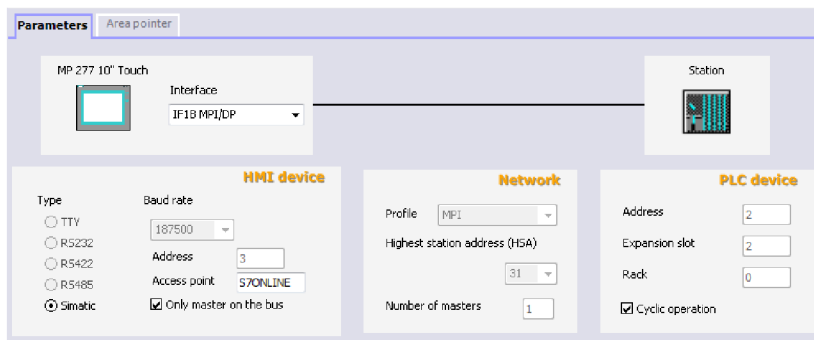 Parameters Area pointer
MP 277 10" Touch
Interface
IF1B MPI/DP
Station
HMI device
Type
Baud rate
TTY
RS232
RS422
RS485
Simatic
187500
Address 3
Access point S7ONLINE
Only master on the bus
Network
Profile MPI
Highest station address (HSA)
31
Number of masters 1
PLC device
Address 2
Expansion slot 2
Rack 0
Cyclic operation